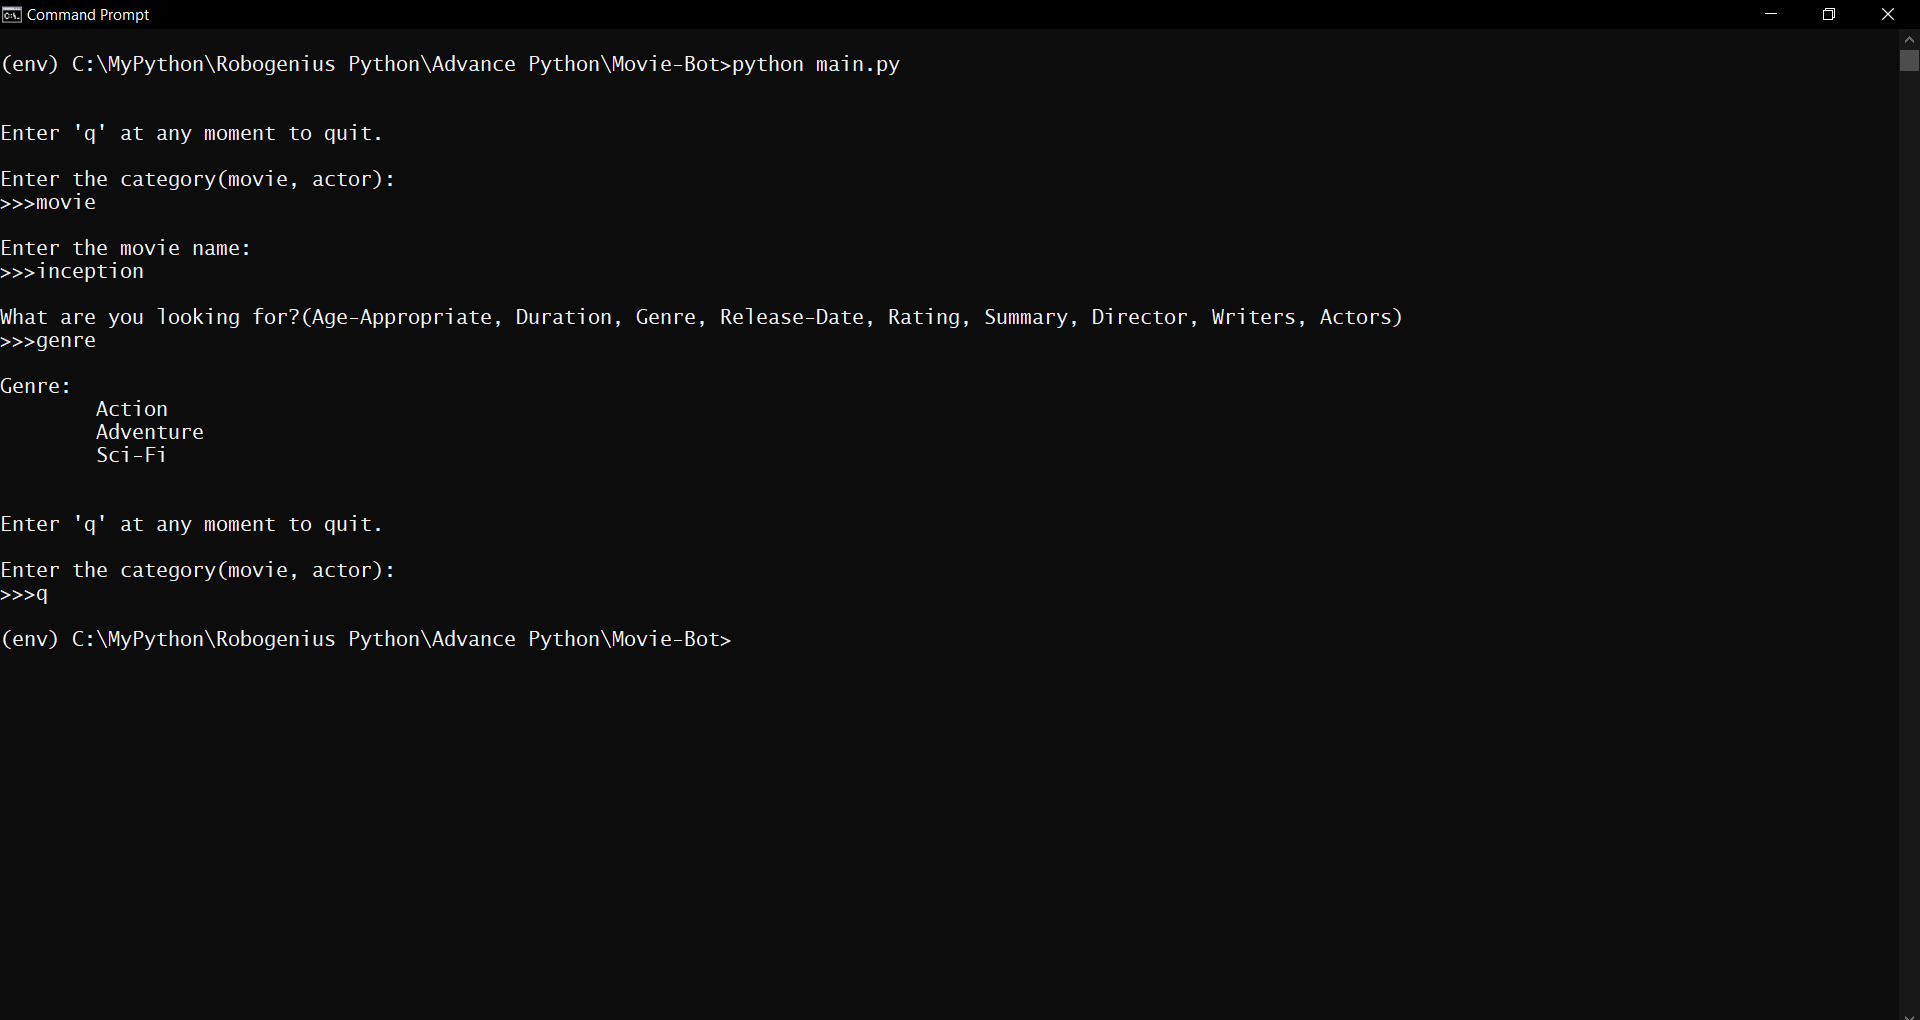 Command Prompt
(env) C:\MyPython\Robogenius Python\Advance Python\Movie-Bot>python main.py
Enter 'q' at any moment to quit.
Enter the category(movie, actor):
>>>movie
Enter the movie name:
>>>inception
What are you looking for?(Age-Appropriate, Duration, Genre, Release-Date, Rating, Summary, Director, Writers, Actors)
>>>genre
Genre:
Action
Adventure
Sci-Fi
Enter 'q' at any moment to quit.
Enter the category(movie, actor):
>>>q
(env) C:\MyPython\Robogenius Python\Advance Python\Movie-Bot>